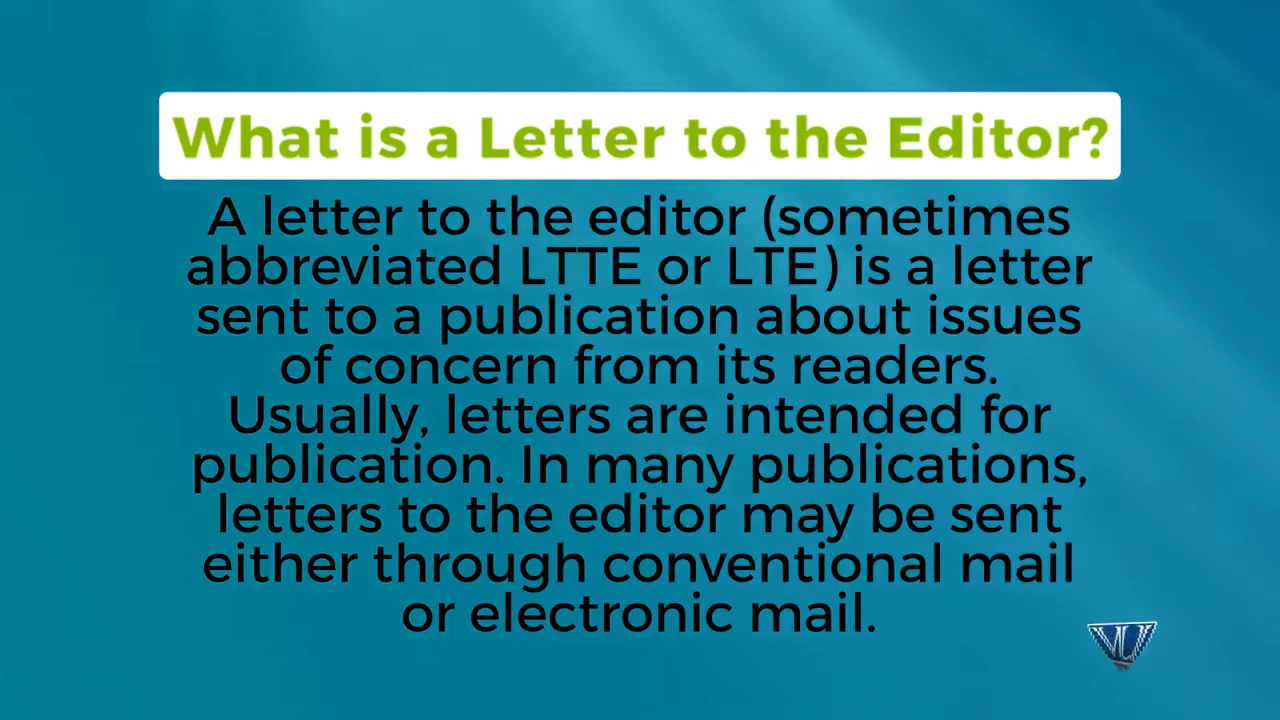 What is a Letter to the Editor?
A letter to the editor (sometimes
abbreviated LTTE or LTE) is a letter
sent to a publication about issues
of concern from its readers.
Usually, letters are intended for
publication. In many publications,
letters to the editor may be sent
either through conventional mail
or electronic mail.
VU